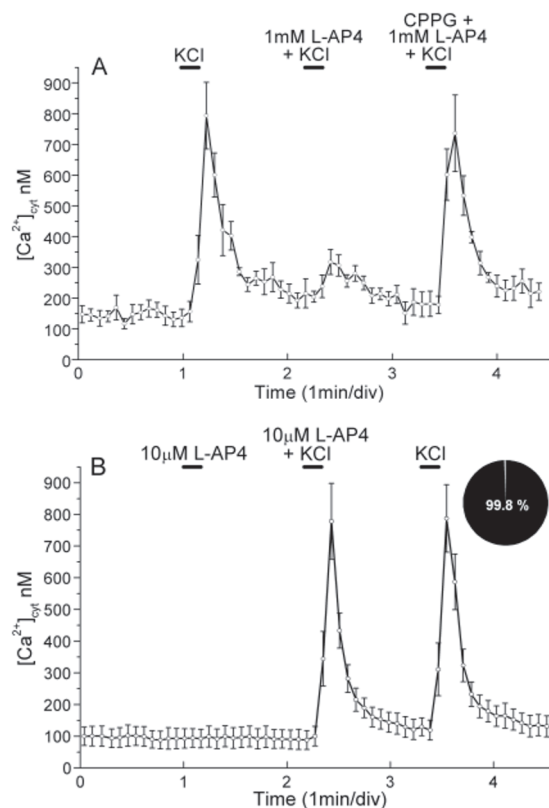 A
KCl
1mM L-AP4
+ KCl
CPPG +
1mM L-AP4
+ KCl
[Ca²⁺]cyt nM
900
800
700
600
500
400
300
200
100
0
0 1 2 3 4
Time (1min/div)
B
10μM L-AP4
10μM L-AP4
+ KCl
KCl
99.8 %
[Ca²⁺]cyt nM
900
800
700
600
500
400
300
200
100
0
0 1 2 3 4
Time (1min/div)